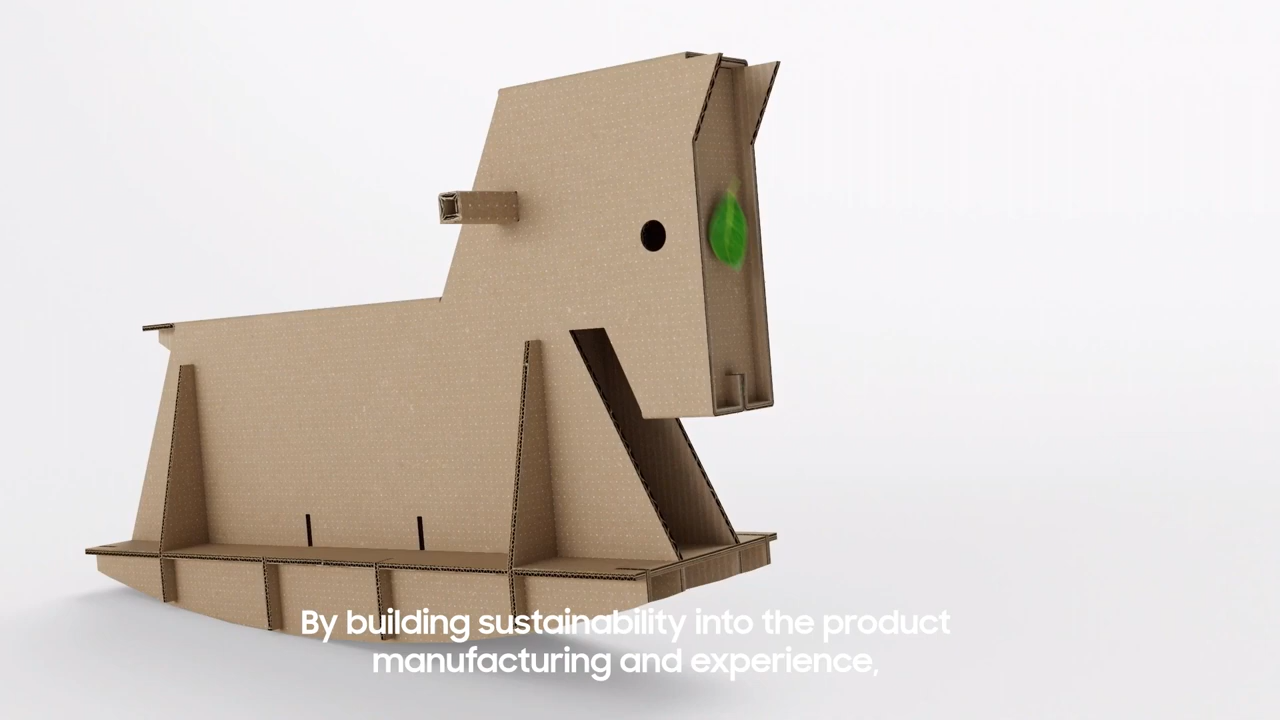 By building sustainability into the product
manufacturing and experience,